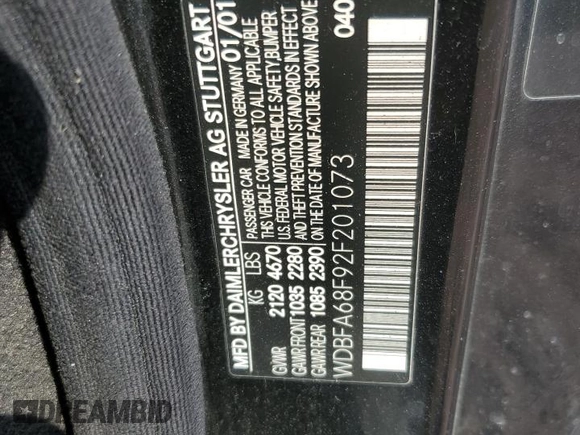 MFD BY DAIMLERCHRYSLER AG STUTTGART
PASSENGER CAR MADE IN GERMANY 01/01
KG LBS THIS VEHICLE CONFORMS TO ALL APPLICABLE
GVWR 2120 4670 U.S. FEDERAL MOTOR VEHICLE SAFETY, BUMPER
GAWR FRONT 1035 2280 AND THEFT PREVENTION STANDARDS IN EFFECT
GAWR REAR 1085 2390 ON THE DATE OF MANUFACTURE SHOWN ABOVE
WDBFA68F92F201073 040
DREAMBID